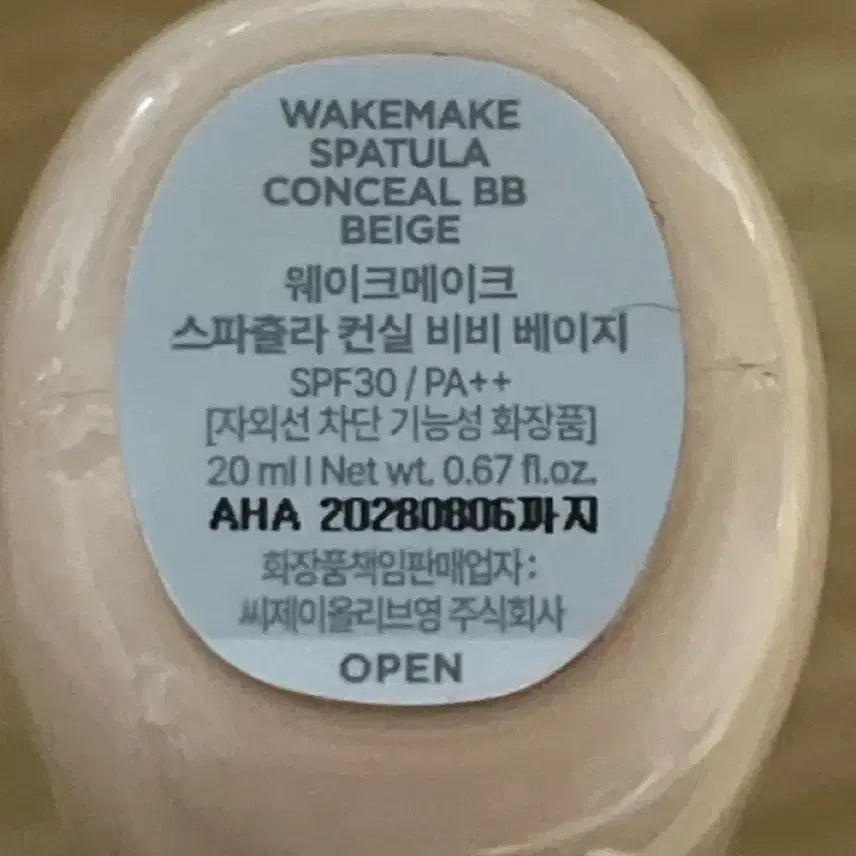 WAKEMAKE
SPATULA
CONCEAL BB
BEIGE
웨이크메이크
스파츌라 컨실 비비 베이지
SPF30 / PA++
[자외선 차단 기능성 화장품]
20 ml | Net wt. 0.67 fl.oz.
AHA 20280806까지
화장품책임판매업자:
씨제이올리브영 주식회사
OPEN